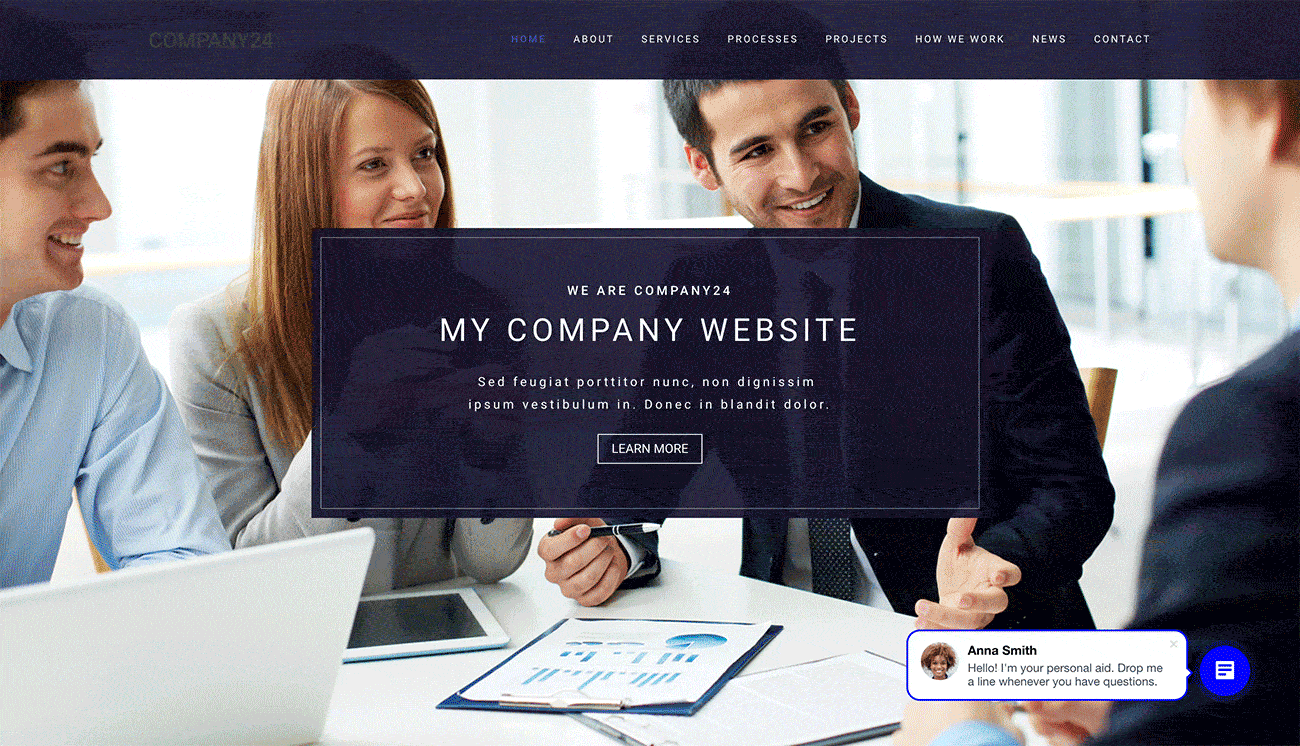 COMPANY24
HOME ABOUT SERVICES PROCESSES PROJECTS HOW WE WORK NEWS CONTACT
WE ARE COMPANY24
MY COMPANY WEBSITE
Sed feugiat porttitor nunc, non dignissim
ipsum vestibulum in. Donec in blandit dolor.
LEARN MORE
Anna Smith
Hello! I'm your personal aid. Drop me
a line whenever you have questions.